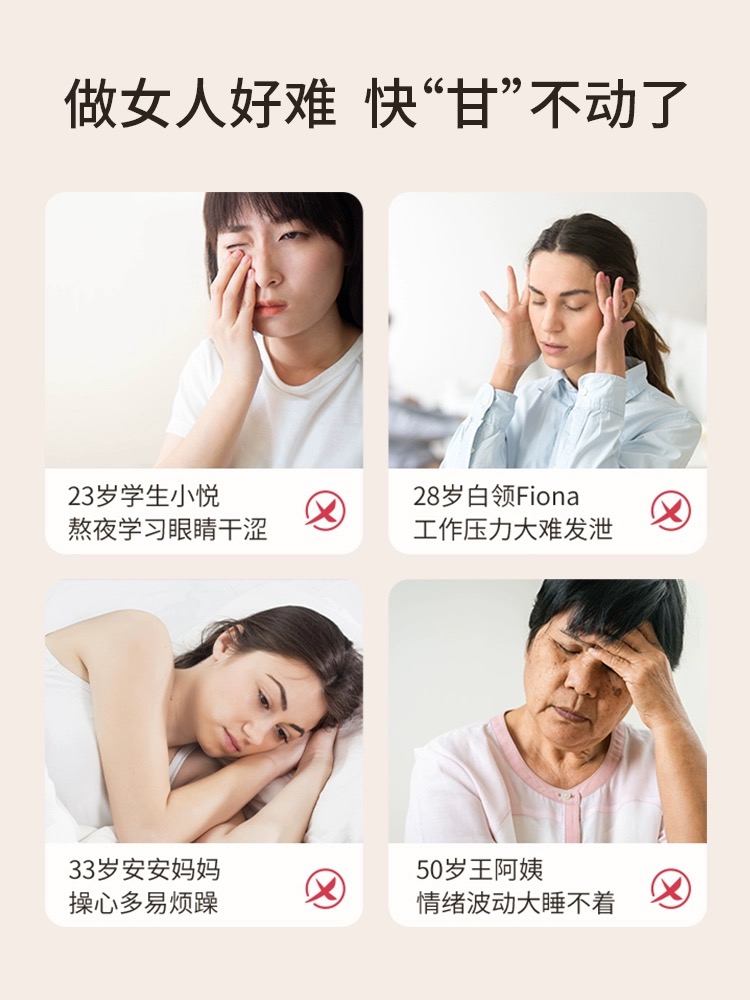 做女人好难 快“甘”不动了
23岁学生小悦
熬夜学习眼睛干涩
28岁白领Fiona
工作压力大难发泄
33岁安安妈妈
操心多易烦躁
50岁王阿姨
情绪波动大睡不着